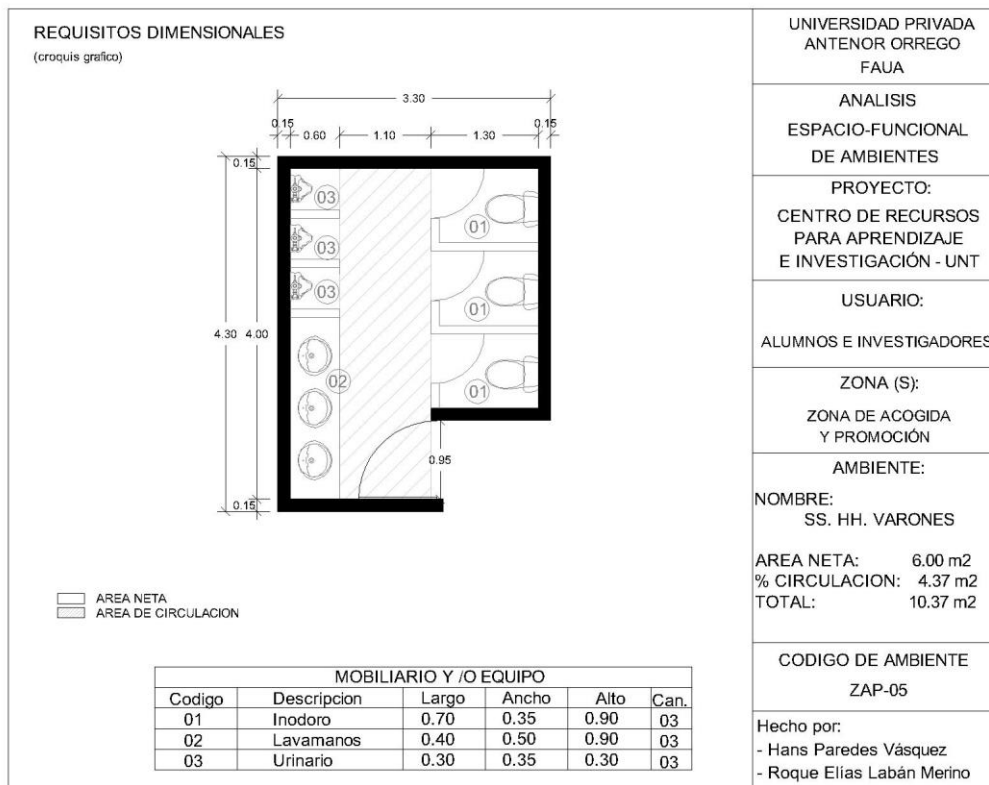 REQUISITOS DIMENSIONALES
(croquis grafico)
3.30
0.15
0.60
1.10
1.30
0.15
0.15
03
01
03
03
01
4.30
4.00
02
01
0.95
0.15
AREA NETA
AREA DE CIRCULACION
MOBILIARIO Y /O EQUIPO
Codigo Descripcion Largo Ancho Alto Can.
01 Inodoro 0.70 0.35 0.90 03
02 Lavamanos 0.40 0.50 0.90 03
03 Urinario 0.30 0.35 0.30 03
UNIVERSIDAD PRIVADA
ANTENOR ORREGO
FAUA
ANALISIS
ESPACIO-FUNCIONAL
DE AMBIENTES
PROYECTO:
CENTRO DE RECURSOS
PARA APRENDIZAJE
E INVESTIGACIÓN - UNT
USUARIO:
ALUMNOS E INVESTIGADORES
ZONA (S):
ZONA DE ACOGIDA
Y PROMOCIÓN
AMBIENTE:
NOMBRE:
SS. HH. VARONES
AREA NETA: 6.00 m2
% CIRCULACION: 4.37 m2
TOTAL: 10.37 m2
CODIGO DE AMBIENTE
ZAP-05
Hecho por:
- Hans Paredes Vásquez
- Roque Elías Labán Merino